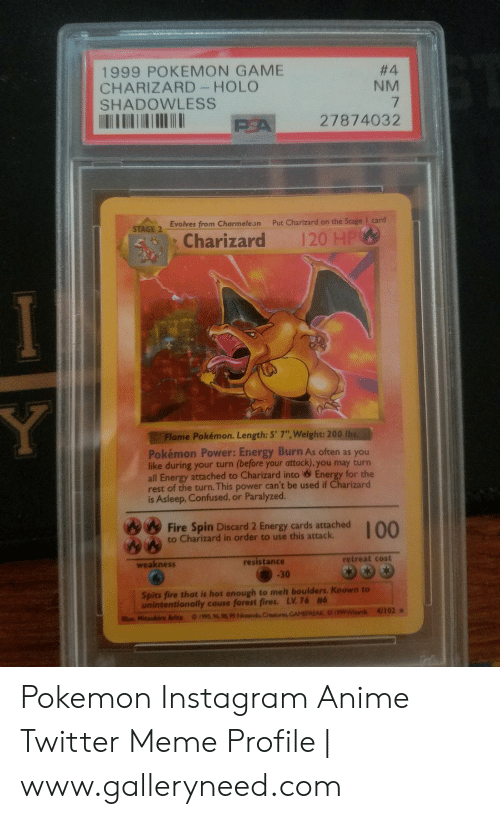 1999 POKEMON GAME #4
CHARIZARD - HOLO NM
SHADOWLESS 7
PSA 27874032
Evolves from Charmeleon Put Charizard on the Stage 1 card
STAGE 2
Charizard 120 HP
I
Y
Flame Pokémon. Length: 5' 7", Weight: 200 lbs.
Pokémon Power: Energy Burn As often as you
like during your turn (before your attack), you may turn
all Energy attached to Charizard into Energy for the
rest of the turn. This power can't be used if Charizard
is Asleep, Confused, or Paralyzed.
Fire Spin Discard 2 Energy cards attached
to Charizard in order to use this attack. 100
weakness resistance retreat cost
-30
Spits fire that is hot enough to melt boulders. Known to
unintentionally cause forest fires. LV. 76 #6
Illus. Mitsuhiro Arita 4/102
Pokemon Instagram Anime
Twitter Meme Profile |
www.galleryneed.com